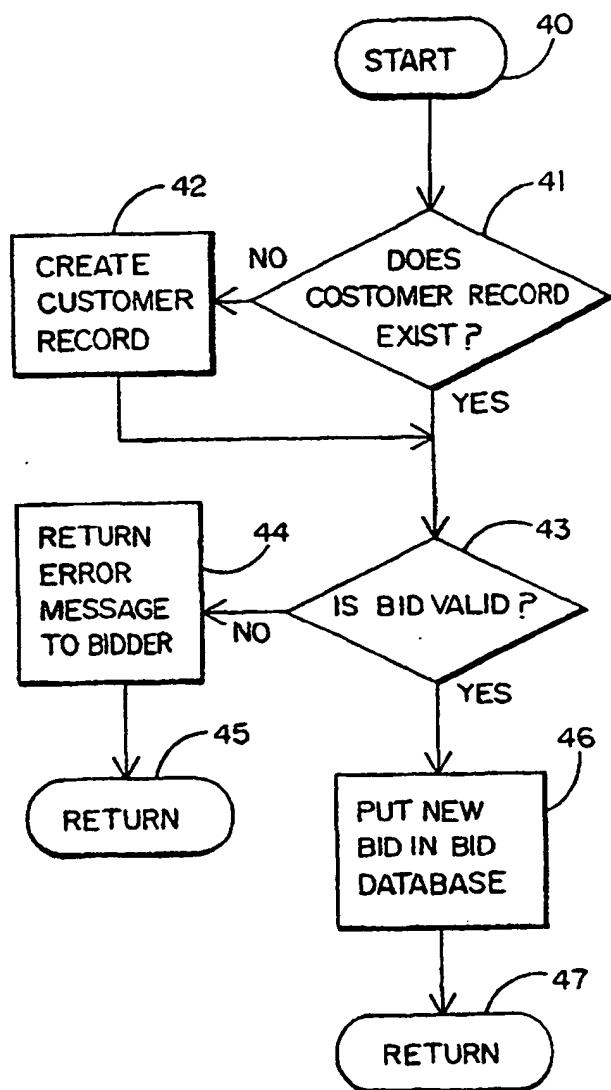 40
START
41
42
DOES
COSTOMER RECORD
EXIST?
NO
CREATE
CUSTOMER
RECORD
YES
43
IS BID VALID?
44
RETURN
ERROR
MESSAGE
TO BIDDER
NO
YES
45
RETURN
46
PUT NEW
BID IN BID
DATABASE
47
RETURN